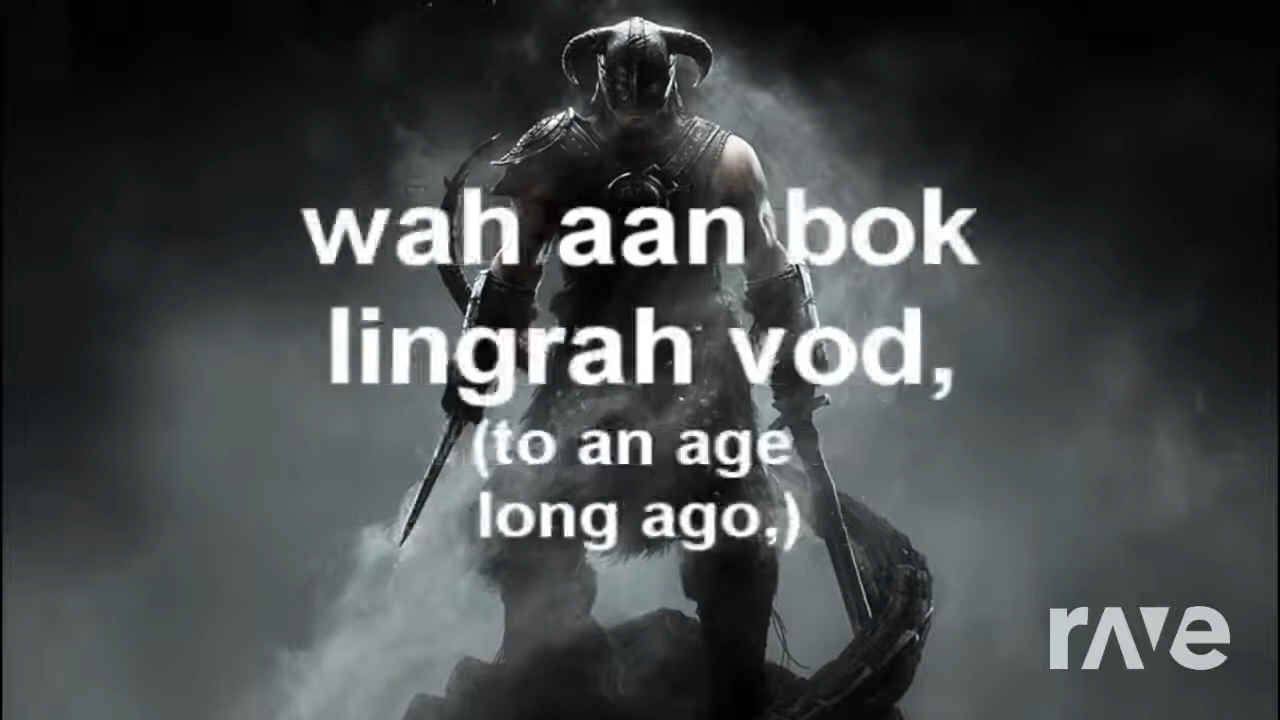 wah aan bok
lingrah vod,
(to an age
long ago,)
rave